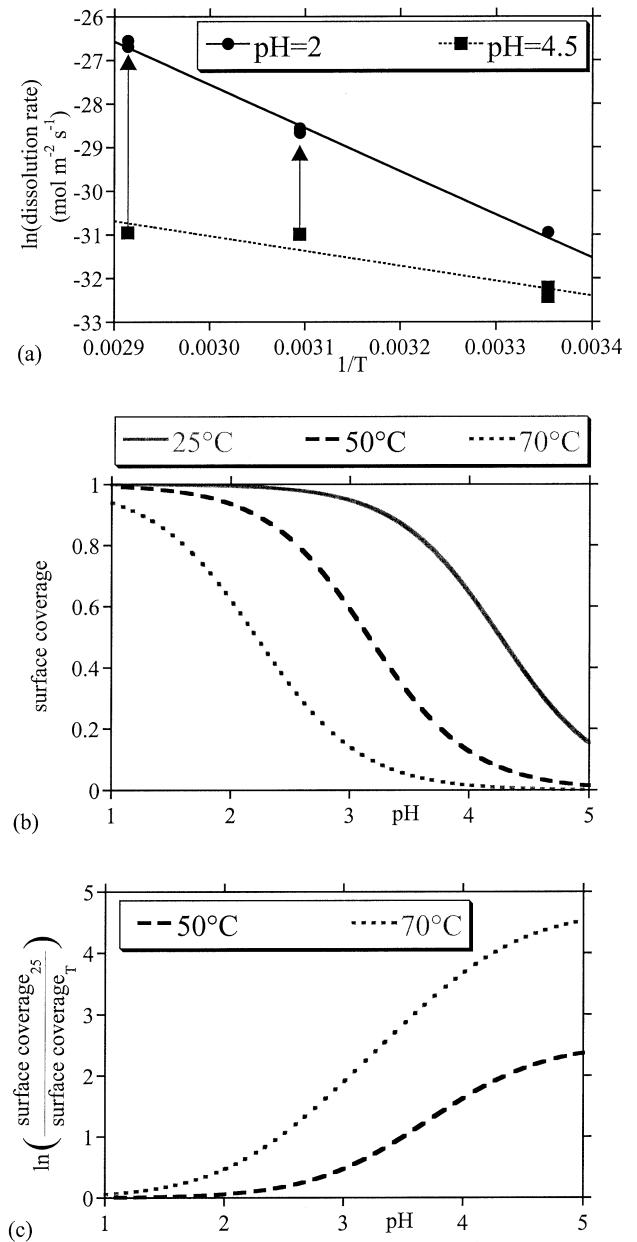 -26
-27
-28
-29
-30
-31
-32
-33
ln(dissolution rate)
(mol m⁻² s⁻¹)
pH=2 pH=4.5
0.0029 0.0030 0.0031 0.0032 0.0033 0.0034
1/T
(a)
25°C 50°C 70°C
1
0.8
0.6
0.4
0.2
0
surface coverage
1 2 3 4 5
pH
(b)
5
4
3
2
1
0
50°C 70°C
ln(surface coverage₂₅
surface coverage_T)
1 2 3 4 5
pH
(c)